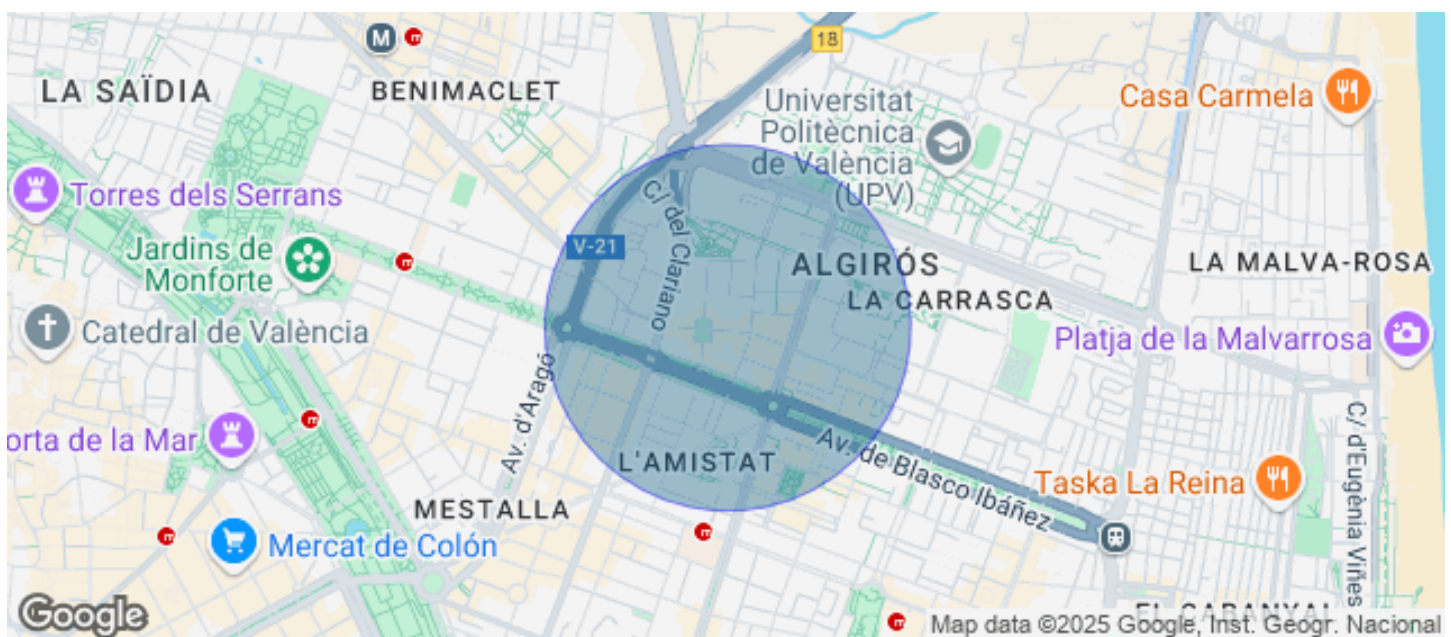 18
M
LA SAÏDIA
BENIMACLET
Universitat
Politècnica
de València
(UPV)
Casa Carmela
Torres dels Serrans
C/ del Clariano
V-21
Jardins de
Monforte
ALGIRÓS
LA MALVA-ROSA
LA CARRASCA
Catedral de València
Platja de la Malvarrosa
Av. d'Aragó
orta de la Mar
L'AMISTAT
Av. de Blasco Ibáñez
C/ d'Eugènia Viñes
Taska La Reina
MESTALLA
Mercat de Colón
Google
Map data ©2025 Google, Inst. Geogr. Nacional